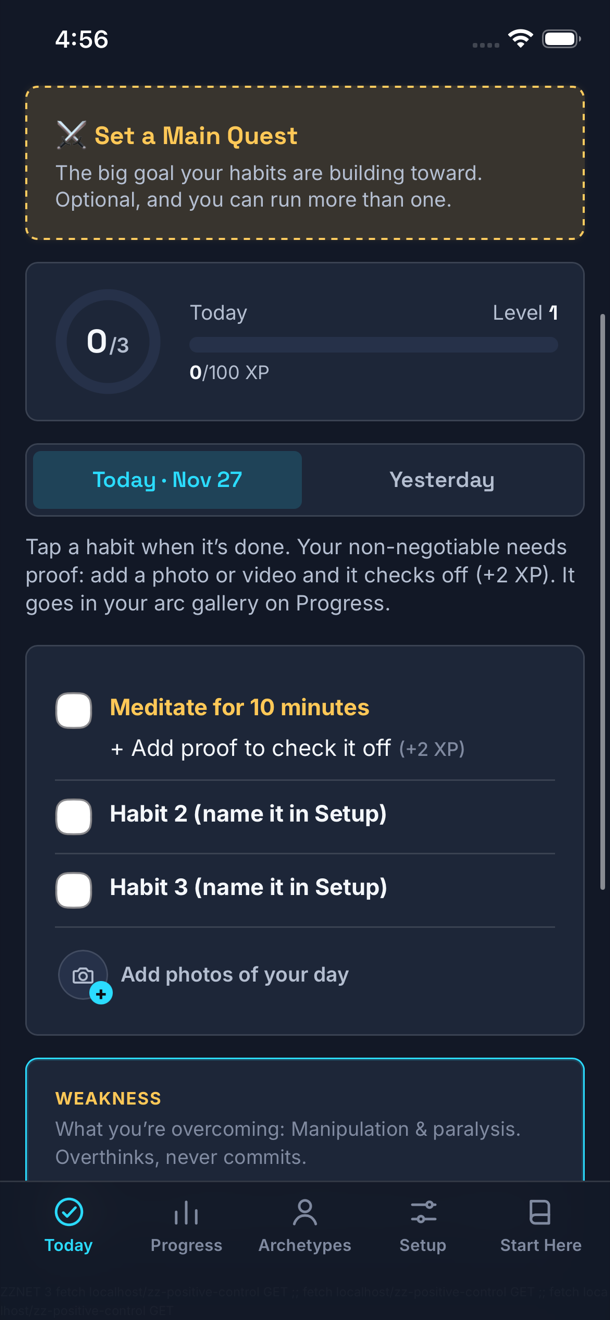 4:56
Set a Main Quest
The big goal your habits are building toward.
Optional, and you can run more than one.
0/3
Today
Level 1
0/100 XP
Today · Nov 27
Yesterday
Tap a habit when it’s done. Your non-negotiable needs
proof: add a photo or video and it checks off (+2 XP). It
goes in your arc gallery on Progress.
Meditate for 10 minutes
+ Add proof to check it off (+2 XP)
Habit 2 (name it in Setup)
Habit 3 (name it in Setup)
Add photos of your day
WEAKNESS
What you’re overcoming: Manipulation & paralysis.
Overthinks, never commits.
Today
Progress
Archetypes
Setup
Start Here